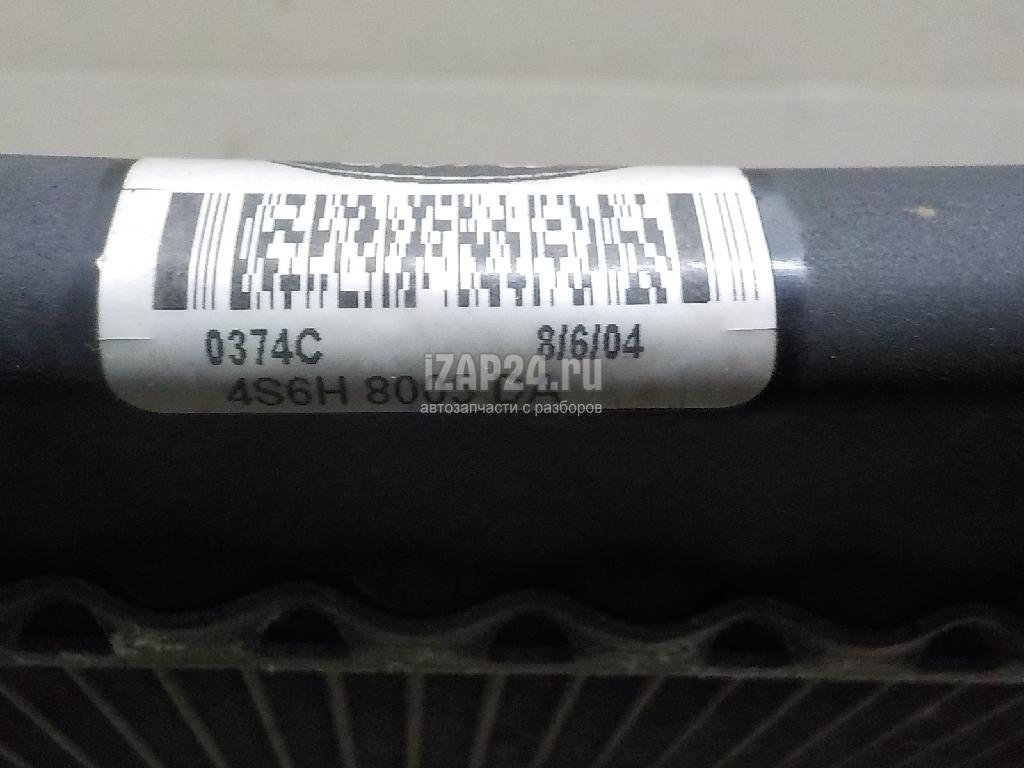 0374C 8/6/04
iZAP24.ru
4S6H
автозапчасти с разборов